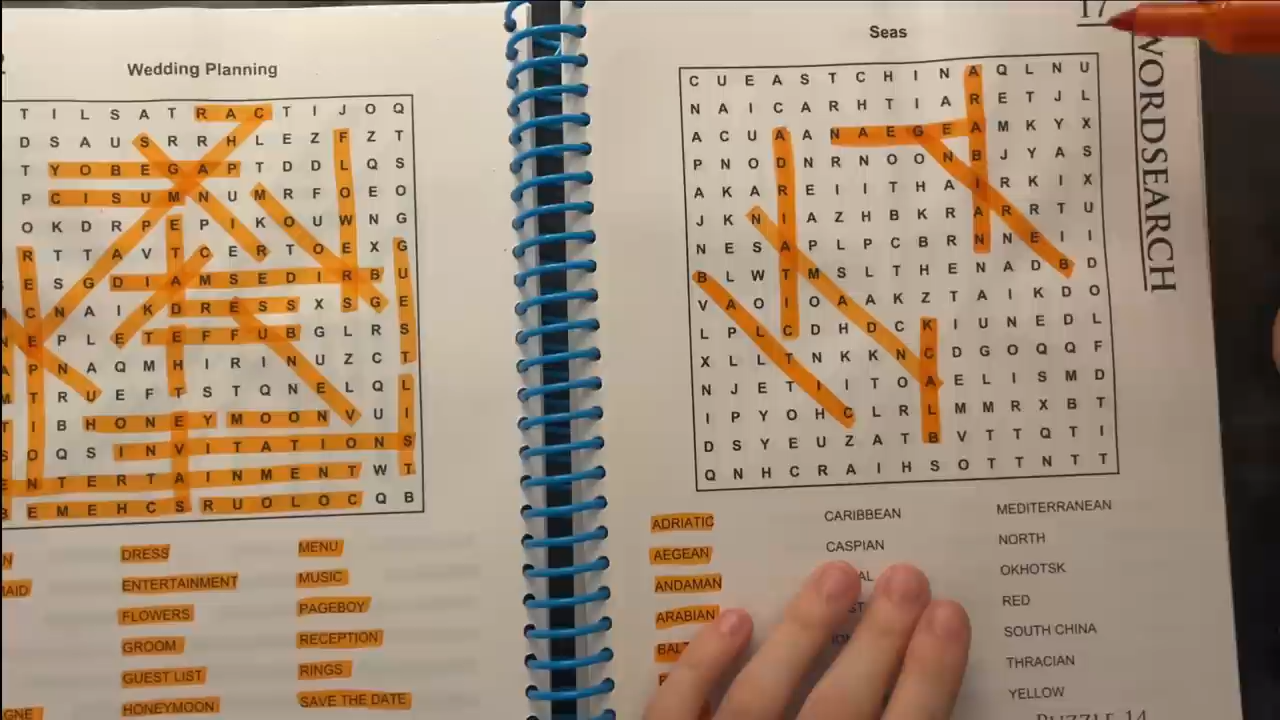 Wedding Planning
T I L S A T R A C T I J O Q
D S A U S R R H L E Z F Z T
T Y O B E G A P T D D L Q S
P C I S U M N U M R F O E O
O K D R P E P I K O U W N G
R T T A V T C E R T O E X G
E S G D I A M S E D I R B U
C N A I K D R E S S X S G E
N E P L E T E F F U B G L R S
A P N A Q M H I R I N U Z C T
M T R U E F T S T Q N E L Q L
T I B H O N E Y M O O N V U I
S O Q S I N V I T A T I O N S
E N T E R T A I N M E N T W T
B E M E H C S R U O L O C Q B
DRESS
ENTERTAINMENT
FLOWERS
GROOM
GUEST LIST
HONEYMOON
MENU
MUSIC
PAGEBOY
RECEPTION
RINGS
SAVE THE DATE
17
WORDSEARCH
Seas
C U E A S T C H I N A Q L N U
N A I C A R H T I A R E T J L
A C U A A N A E G E A M K Y X
P N O D N R N O O N B J Y A S
A K A R E I I T H A I R K I X
J K N I A Z H B K R A R R T U
N E S A P L P C B R N N E I I
B L W T M S L T H E N A D B D
V A O I O A A K Z T A I K D O
L P L C D H D C K I U N E D L
X L L T N K K N C D G O Q Q F
N J E T I I T O A E L I S M D
I P Y O H C L R L M M R X B T
D S Y E U Z A T B V T T Q T I
Q N H C R A I H S O T T N T T
ADRIATIC
AEGEAN
ANDAMAN
ARABIAN
CARIBBEAN
CASPIAN
MEDITERRANEAN
NORTH
OKHOTSK
RED
SOUTH CHINA
THRACIAN
YELLOW